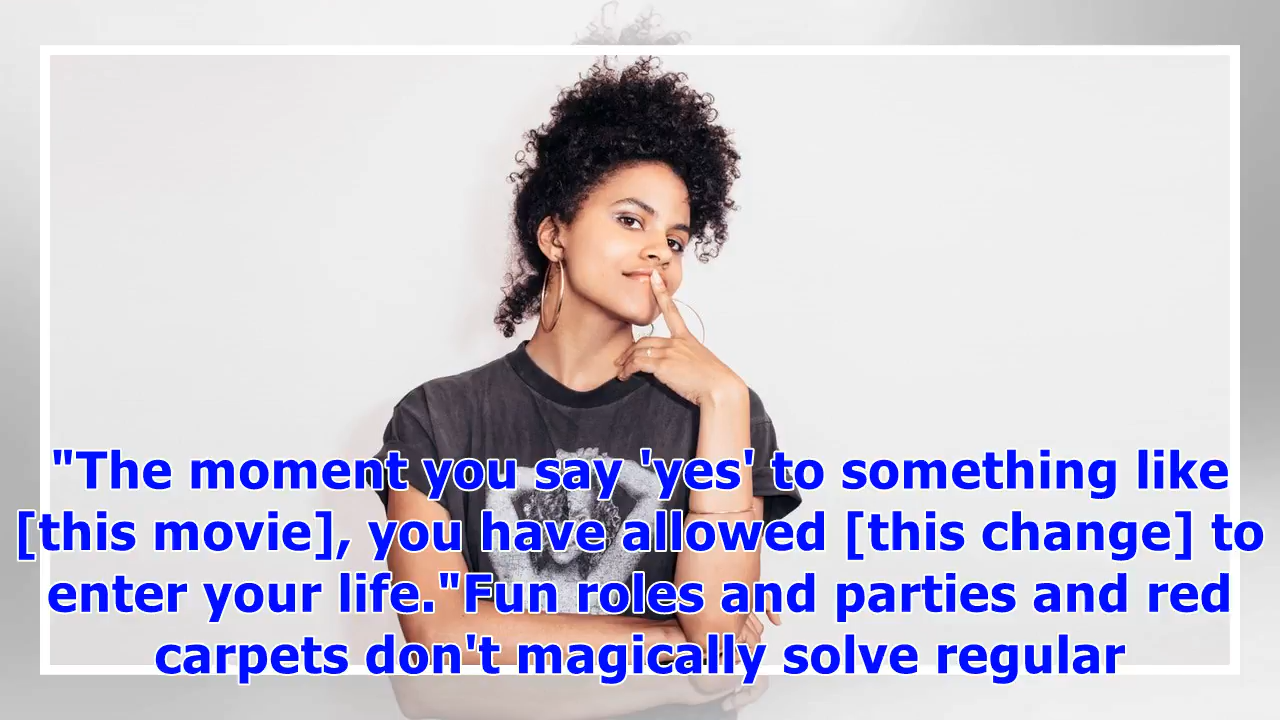 "The moment you say 'yes' to something like
[this movie], you have allowed [this change] to
enter your life."Fun roles and parties and red
carpets don't magically solve regular